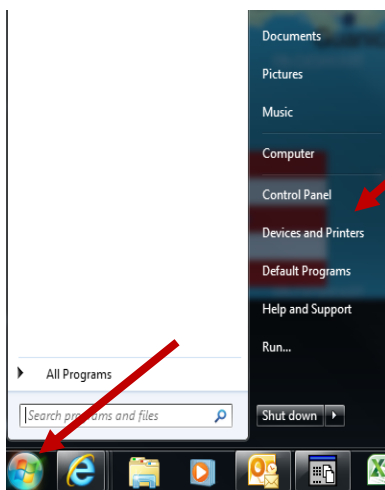 Documents
Pictures
Music
Computer
Control Panel
Devices and Printers
Default Programs
Help and Support
Run...
All Programs
Search programs and files
Shut down